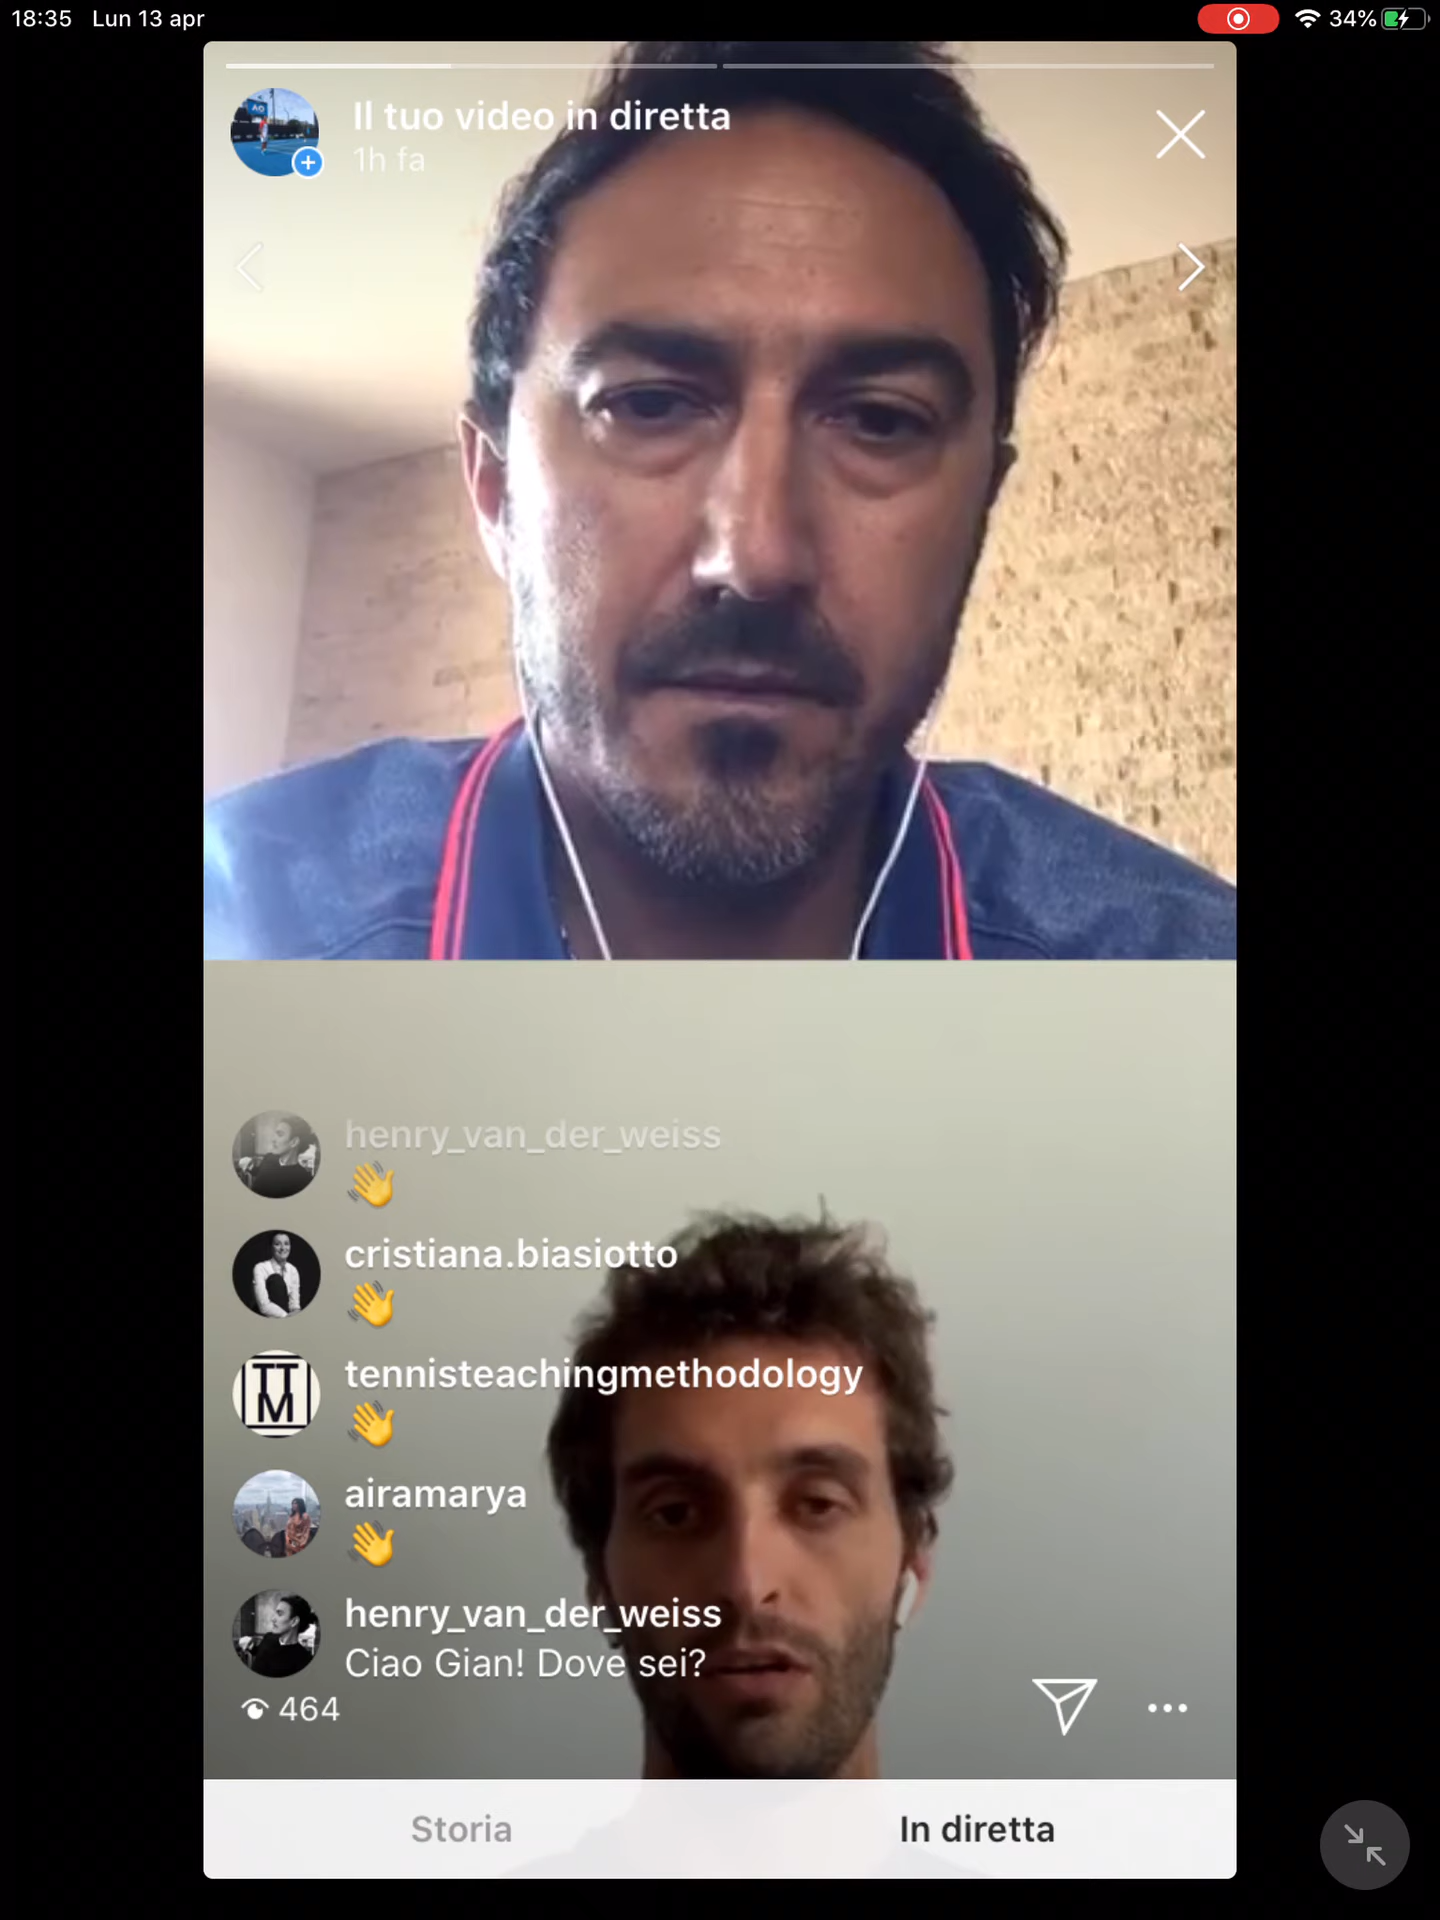 18:35 Lun 13 apr 34%
Il tuo video in diretta
1h fa
henry_van_der_weiss
👋
cristiana.biasiotto
👋
TTM
tennisteachingmethodology
👋
airamarya
👋
henry_van_der_weiss
Ciao Gian! Dove sei?
464
Storia In diretta